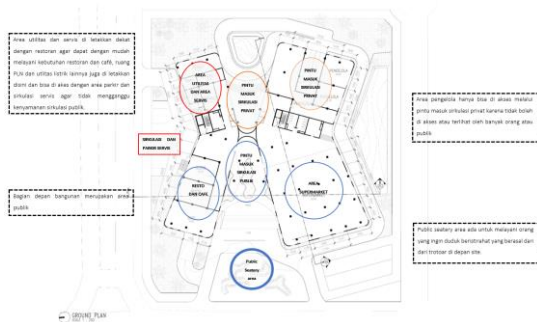 Area utilitas dan servis di letakkan dekat
dengan restoran agar dapat dengan mudah
melayani kebutuhan restoran dan café, ruang
PLN dan utilitas listrik lainnya juga di letakkan
disini dan bisa di akses dengan area parkir dan
sirkulasi servis agar tidak mengganggu
kenyamanan sirkulasi publik.
AREA
UTILITAS
DAN AREA
SERVIS
PINTU
MASUK
SIRKULASI
PRIVAT
PINTU
MASUK
SIRKULASI
PRIVAT
Area pengelola hanya bisa di akses melalui
pintu masuk sirkulasi privat karena tidak boleh
di akses atau terlihat oleh banyak orang atau
publik
SIRKULASI DAN
PARKIR SERVIS
PINTU
MASUK
SIRKULASI
PUBLIK
Bagian depan bangunan merupakan area
publik
RESTO
DAN CAFE
AREA
SUPERMARKET
Public seatery area ada untuk melayani orang
yang ingin duduk beristirahat yang berasal dari
dari trotoar di depan site.
Public
Seatery
area
GROUND PLAN